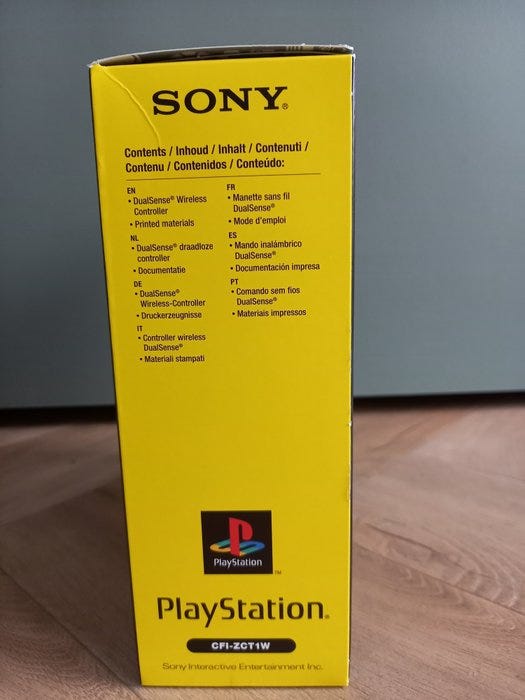 SONY®
Contents / Inhoud / Inhalt / Contenuti /
Contenu / Contenidos / Conteúdo:
EN
• DualSense® Wireless
Controller
• Printed materials
NL
• DualSense® draadloze
controller
• Documentatie
DE
• DualSense®
Wireless-Controller
• Druckerzeugnisse
IT
• Controller wireless
DualSense®
• Materiali stampati
FR
• Manette sans fil
DualSense®
• Mode d'emploi
ES
• Mando inalámbrico
DualSense®
• Documentación impresa
PT
• Comando sem fios
DualSense®
• Materiais impressos
PlayStation
TM
PlayStation®
CFI-ZCT1W
Sony Interactive Entertainment Inc.